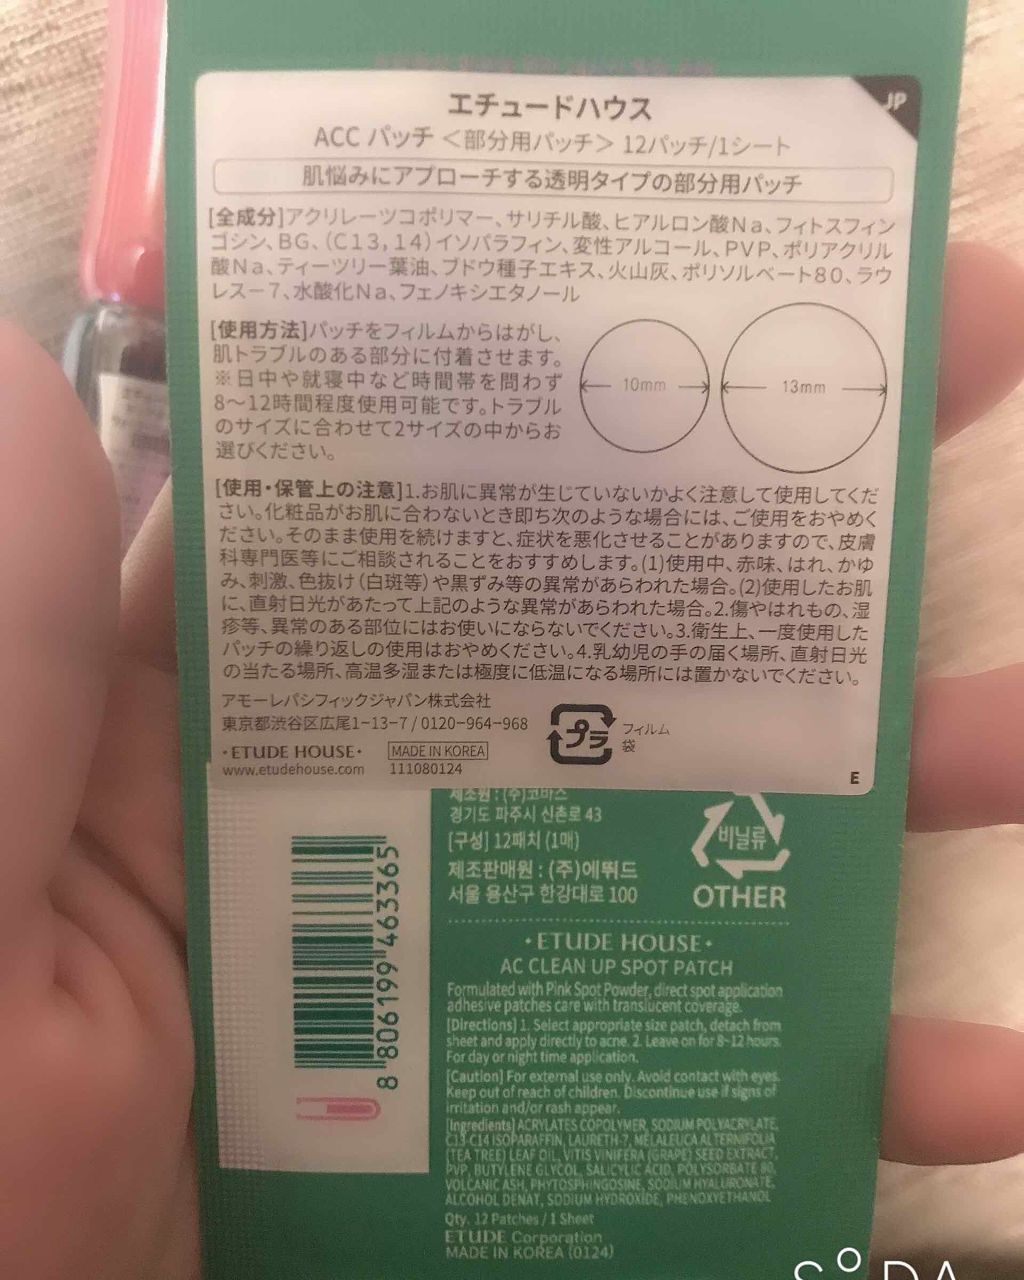 エチュードハウス
JP
ACC パッチ ＜部分用パッチ＞ 12パッチ/1シート
肌悩みにアプローチする透明タイプの部分用パッチ
[全成分]アクリレーツコポリマー、サリチル酸、ヒアルロン酸Ｎａ、フィトスフィン
ゴシン、BG、（Ｃ１３，１４）イソパラフィン、変性アルコール、ＰＶＰ、ポリアクリル
酸Ｎａ、ティーツリー葉油、ブドウ種子エキス、火山灰、ポリソルベート８０、ラウ
レス－７、水酸化Ｎａ、フェノキシエタノール
[使用方法]パッチをフィルムからはがし、
肌トラブルのある部分に付着させます。
※日中や就寝中など時間帯を問わず
8～12時間程度使用可能です。トラブル
のサイズに合わせて2サイズの中からお
選びください。
10mm
13mm
[使用・保管上の注意]1.お肌に異常が生じていないかよく注意して使用してくだ
さい。化粧品がお肌に合わないとき即ち次のような場合には、ご使用をおやめく
ださい。そのまま使用を続けますと、症状を悪化させることがありますので、皮膚
科専門医等にご相談されることをおすすめします。(1)使用中、赤味、はれ、かゆ
み、刺激、色抜け（白斑等）や黒ずみ等の異常があらわれた場合。(2)使用したお肌
に、直射日光があたって上記のような異常があらわれた場合。2.傷やはれもの、湿
疹等、異常のある部位にはお使いにならないでください。3.衛生上、一度使用した
パッチの繰り返しの使用はおやめください。4.乳幼児の手の届く場所、直射日光
の当たる場所、高温多湿または極度に低温になる場所には置かないでください。
アモーレパシフィックジャパン株式会社
東京都渋谷区広尾1−13−7 / 0120−964−968
・ETUDE HOUSE・ MADE IN KOREA
www.etudehouse.com 111080124
プラ
フィルム
袋
E
제조원 : (주)코바스
경기도 파주시 신촌로 43
[구성] 12패치 (1매)
제조판매원 : (주)에뛰드
서울 용산구 한강대로 100
비닐류
OTHER
8 806199 463365
・ETUDE HOUSE・
AC CLEAN UP SPOT PATCH
Formulated with Pink Spot Powder, direct spot application
adhesive patches care with translucent coverage.
[Directions] 1. Select appropriate size patch, detach from
sheet and apply directly to acne. 2. Leave on for 8~12 hours.
For day or night time application.
[Caution] For external use only. Avoid contact with eyes.
Keep out of reach of children. Discontinue use if signs of
irritation and/or rash appear.
[Ingredients] ACRYLATES COPOLYMER, SODIUM POLYACRYLATE,
C13-C14 ISOPARAFFIN, LAURETH-7, MELALEUCA ALTERNIFOLIA
(TEA TREE) LEAF OIL, VITIS VINIFERA (GRAPE) SEED EXTRACT,
PVP, BUTYLENE GLYCOL, SALICYLIC ACID, POLYSORBATE 80,
VOLCANIC ASH, PHYTOSPHINGOSINE, SODIUM HYALURONATE,
ALCOHOL DENAT, SODIUM HYDROXIDE, PHENOXYETHANOL
Qty. 12 Patches / 1 Sheet
ETUDE Corporation
MADE IN KOREA (0124)